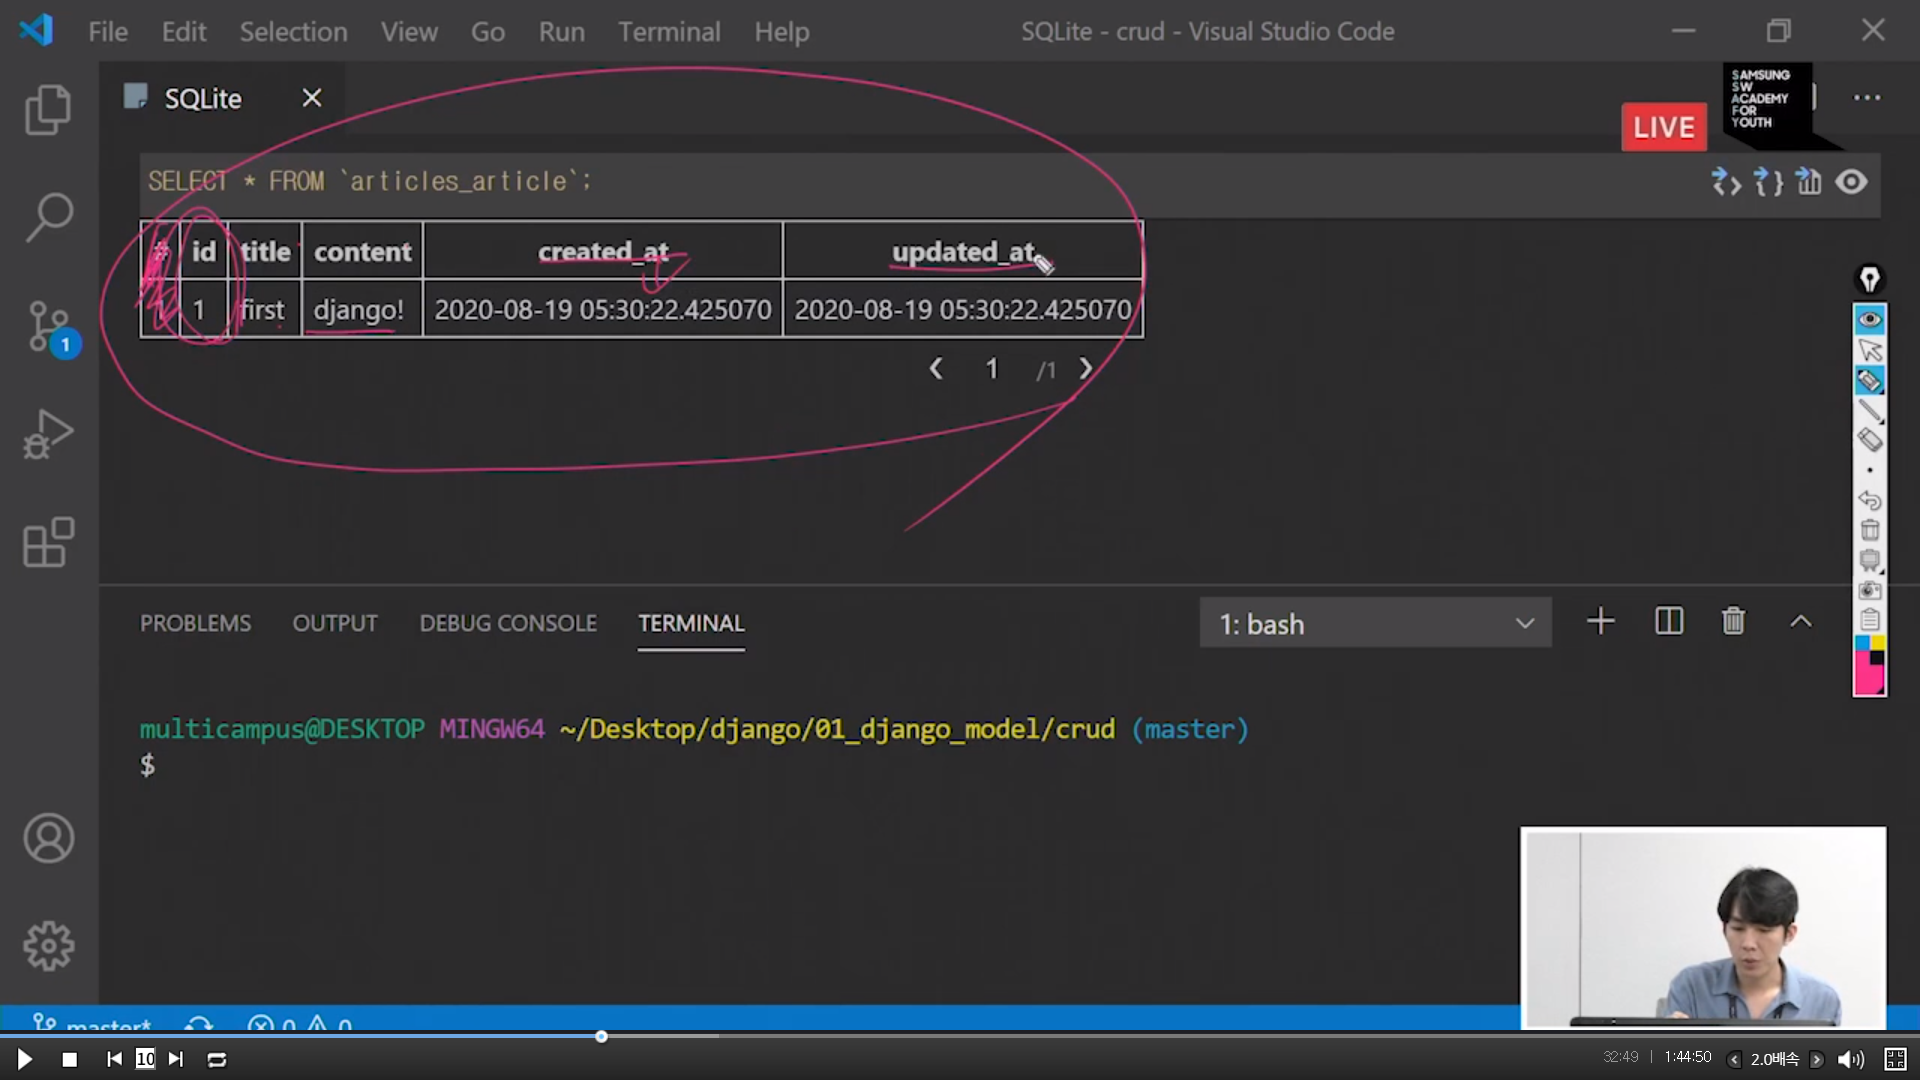 File Edit Selection View Go Run Terminal Help SQLite - crud - Visual Studio Code
SQLite
LIVE
SAMSUNG
SW
ACADEMY
FOR
YOUTH
SELECT * FROM `articles_article`;
# id title content created_at updated_at
1 1 first django! 2020-08-19 05:30:22.425070 2020-08-19 05:30:22.425070
1 /1
1
PROBLEMS OUTPUT DEBUG CONSOLE TERMINAL 1: bash
multicampus@DESKTOP MINGW64 ~/Desktop/django/01_django_model/crud (master)
$
master* 0 0
10 32:49 | 1:44:50 2.0배속